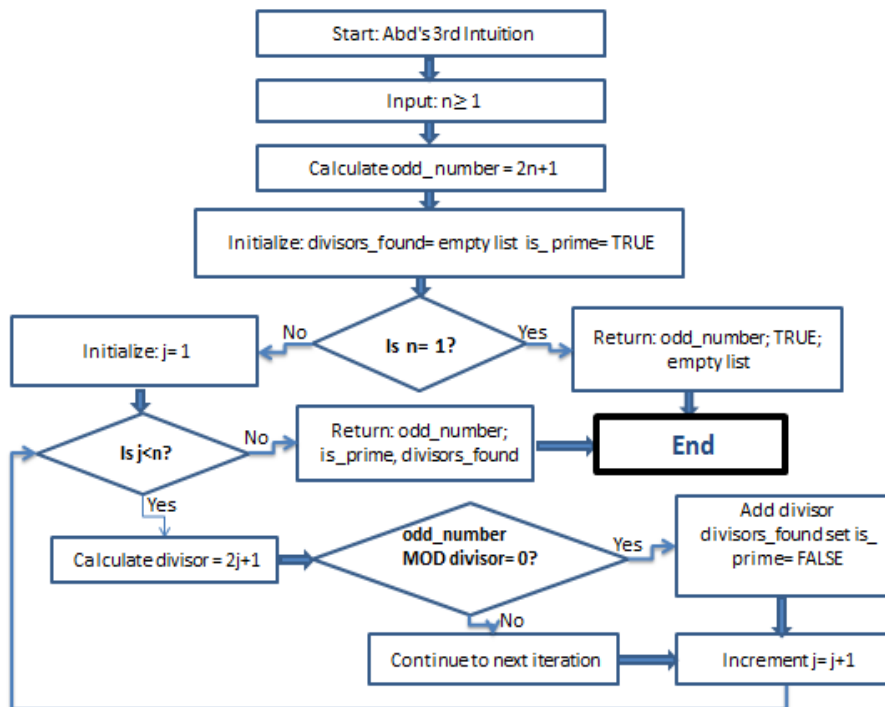 Start: Abd's 3rd Intuition
Input: n≥ 1
Calculate odd_number = 2n+1
Initialize: divisors_found= empty list is_ prime= TRUE
Is n= 1?
No
Yes
Initialize: j= 1
Return: odd_number; TRUE;
empty list
Is j<n?
No
Return: odd_number;
is_prime, divisors_found
End
Yes
Calculate divisor = 2j+1
odd_number
MOD divisor= 0?
Yes
Add divisor
divisors_found set is_
prime= FALSE
No
Continue to next iteration
Increment j= j+1